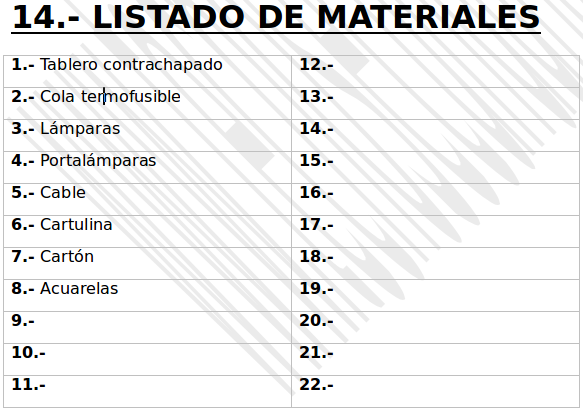 14.- LISTADO DE MATERIALES
1.- Tablero contrachapado
12.-
2.- Cola termofusible
13.-
3.- Lámparas
14.-
4.- Portalámparas
15.-
5.- Cable
16.-
6.- Cartulina
17.-
7.- Cartón
18.-
8.- Acuarelas
19.-
9.-
20.-
10.-
21.-
11.-
22.-